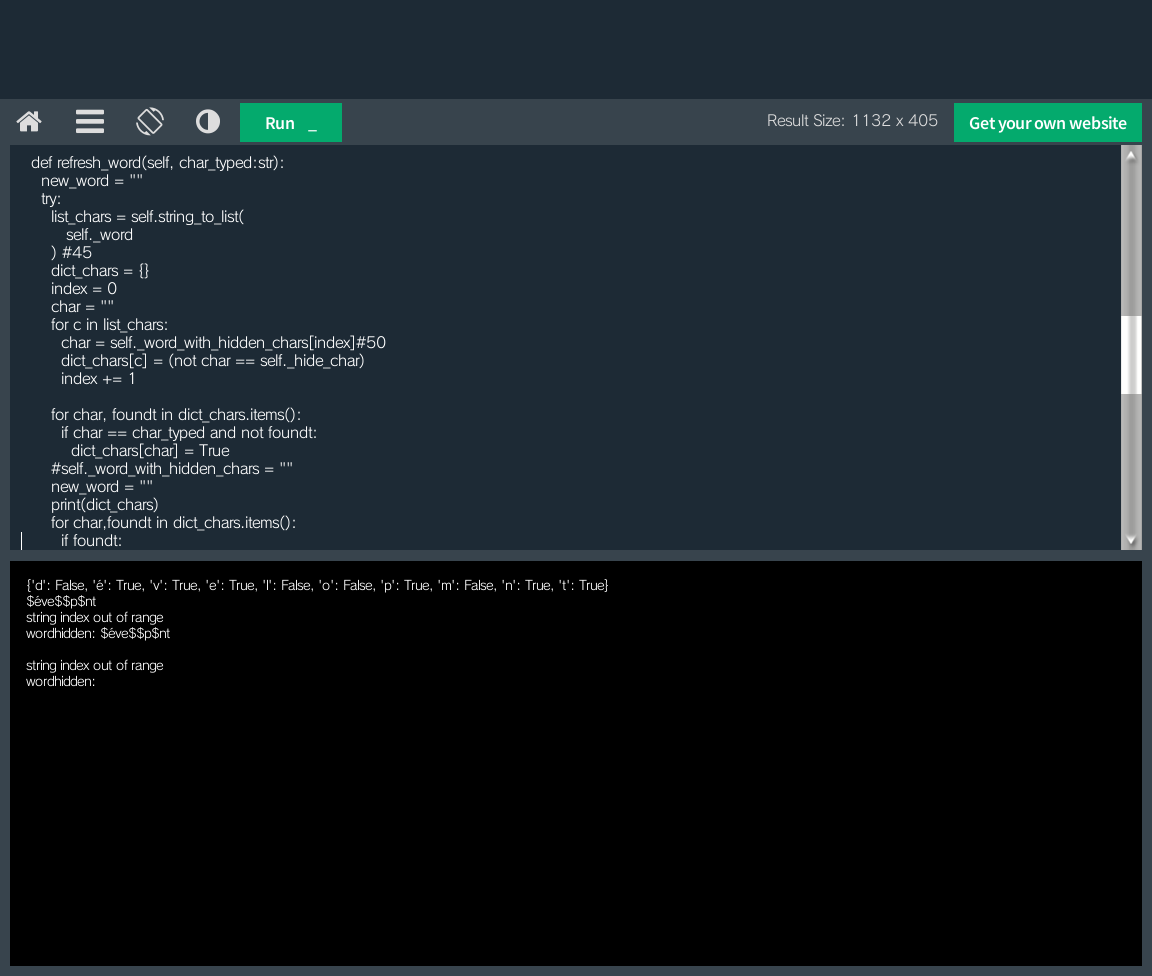 Run _
Result Size: 1132 x 405
Get your own website
def refresh_word(self, char_typed:str):
new_word = ""
try:
list_chars = self.string_to_list(
self._word
) #45
dict_chars = {}
index = 0
char = ""
for c in list_chars:
char = self._word_with_hidden_chars[index]#50
dict_chars[c] = (not char == self._hide_char)
index += 1
for char, foundt in dict_chars.items():
if char == char_typed and not foundt:
dict_chars[char] = True
#self._word_with_hidden_chars = ""
new_word = ""
print(dict_chars)
for char,foundt in dict_chars.items():
if foundt:
{'d': False, 'é': True, 'v': True, 'e': True, 'l': False, 'o': False, 'p': True, 'm': False, 'n': True, 't': True}
$éve$$p$nt
string index out of range
wordhidden: $éve$$p$nt
string index out of range
wordhidden: